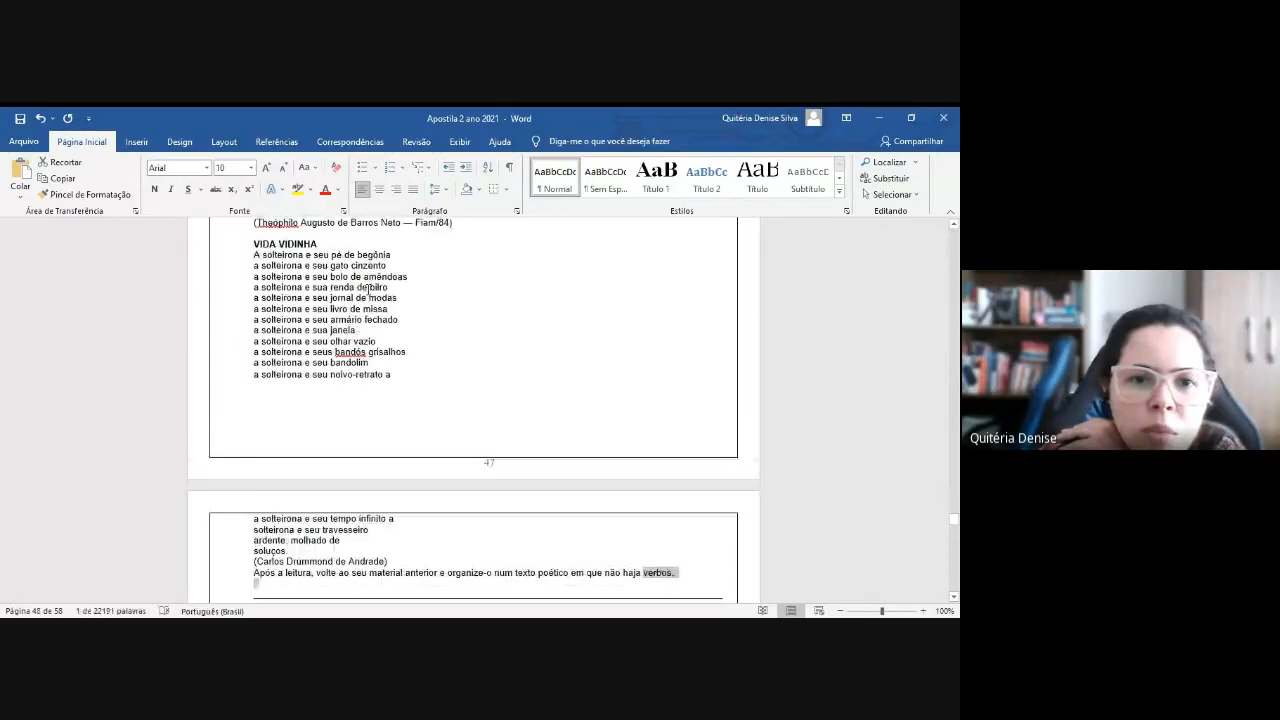 Apostila 2 ano 2021 - Word
Quitéria Denise Silva
Arquivo Página Inicial Inserir Design Layout Referências Correspondências Revisão Exibir Ajuda Diga-me o que você deseja fazer Compartilhar
Colar
Recortar
Copiar
Pincel de Formatação
Arial 10
N I S abc x₂ x²
AaBbCcDc AaBbCcDc AaB AaBbCc AaB AaBbCcD
¶ Normal ¶ Sem Esp... Título 1 Título 2 Título Subtítulo
Localizar
Substituir
Selecionar
Área de Transferência Fonte Parágrafo Estilos Editando
(Theóphilo Augusto de Barros Neto — Fiam/84)
VIDA VIDINHA
A solteirona e seu pé de begônia
a solteirona e seu gato cinzento
a solteirona e seu bolo de amêndoas
a solteirona e sua renda de bilro
a solteirona e seu jornal de modas
a solteirona e seu livro de missa
a solteirona e seu armário fechado
a solteirona e sua janela
a solteirona e seu olhar vazio
a solteirona e seus bandós grisalhos
a solteirona e seu bandolim
a solteirona e seu noivo-retrato a
47
a solteirona e seu tempo infinito a
solteirona e seu travesseiro
ardente, molhado de
soluços.
(Carlos Drummond de Andrade)
Após a leitura, volte ao seu material anterior e organize-o num texto poético em que não haja verbos.
Página 48 de 58 1 de 22191 palavras Português (Brasil) 100%
Quitéria Denise